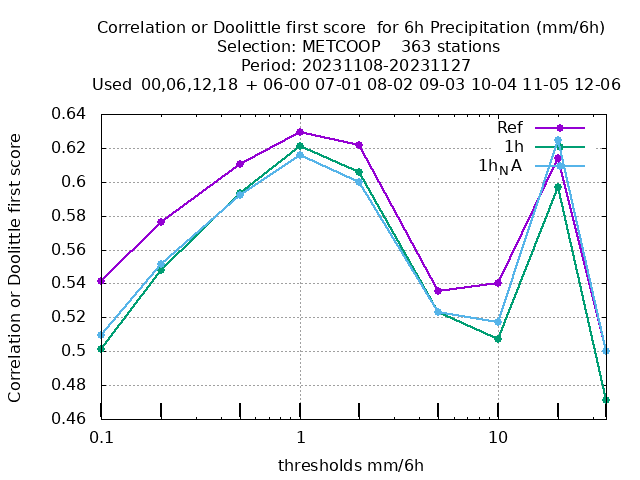 Correlation or Doolittle first score  for 6h Precipitation (mm/6h)
Selection: METCOOP    363 stations
Period: 20231108-20231127
Used  00,06,12,18  + 06-00 07-01 08-02 09-03 10-04 11-05 12-06
Correlation or Doolittle first score
0.64
0.62
0.6
0.58
0.56
0.54
0.52
0.5
0.48
0.46
Ref
1h
1h_NA
0.1
1
10
thresholds mm/6h